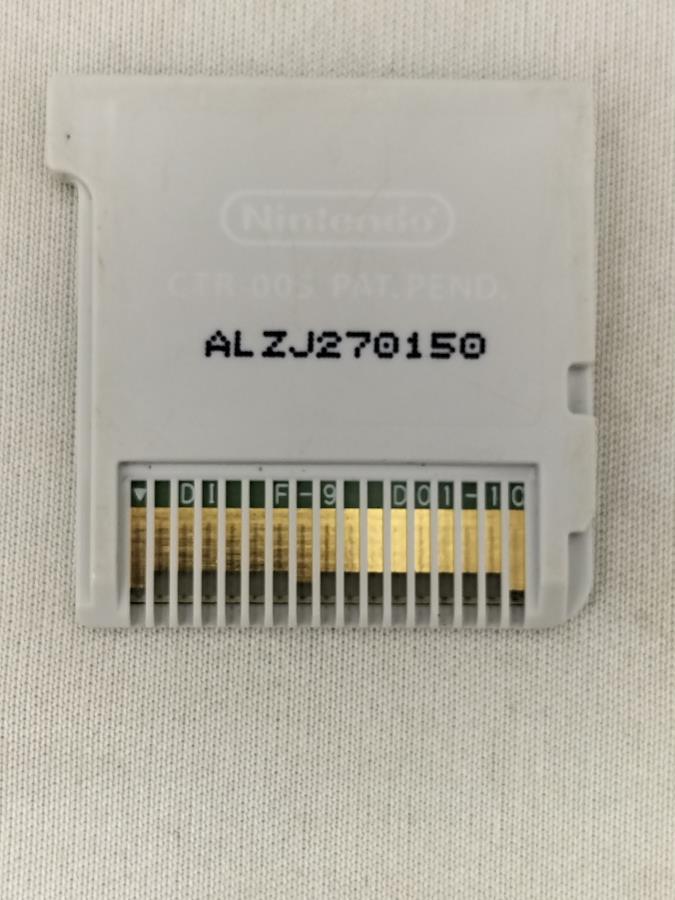 Nintendo
CTR-005 PAT.PEND.
ALZJ270150
▼ DI F-9 D01-10